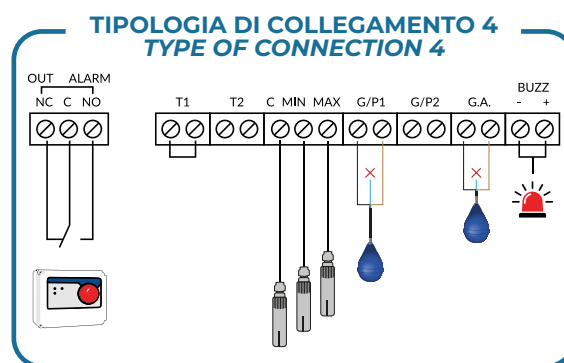 TIPOLOGIA DI COLLEGAMENTO 4
TYPE OF CONNECTION 4
OUT ALARM
NC C NO
T1 T2 C MIN MAX G/P1 G/P2 G.A. BUZZ
- +